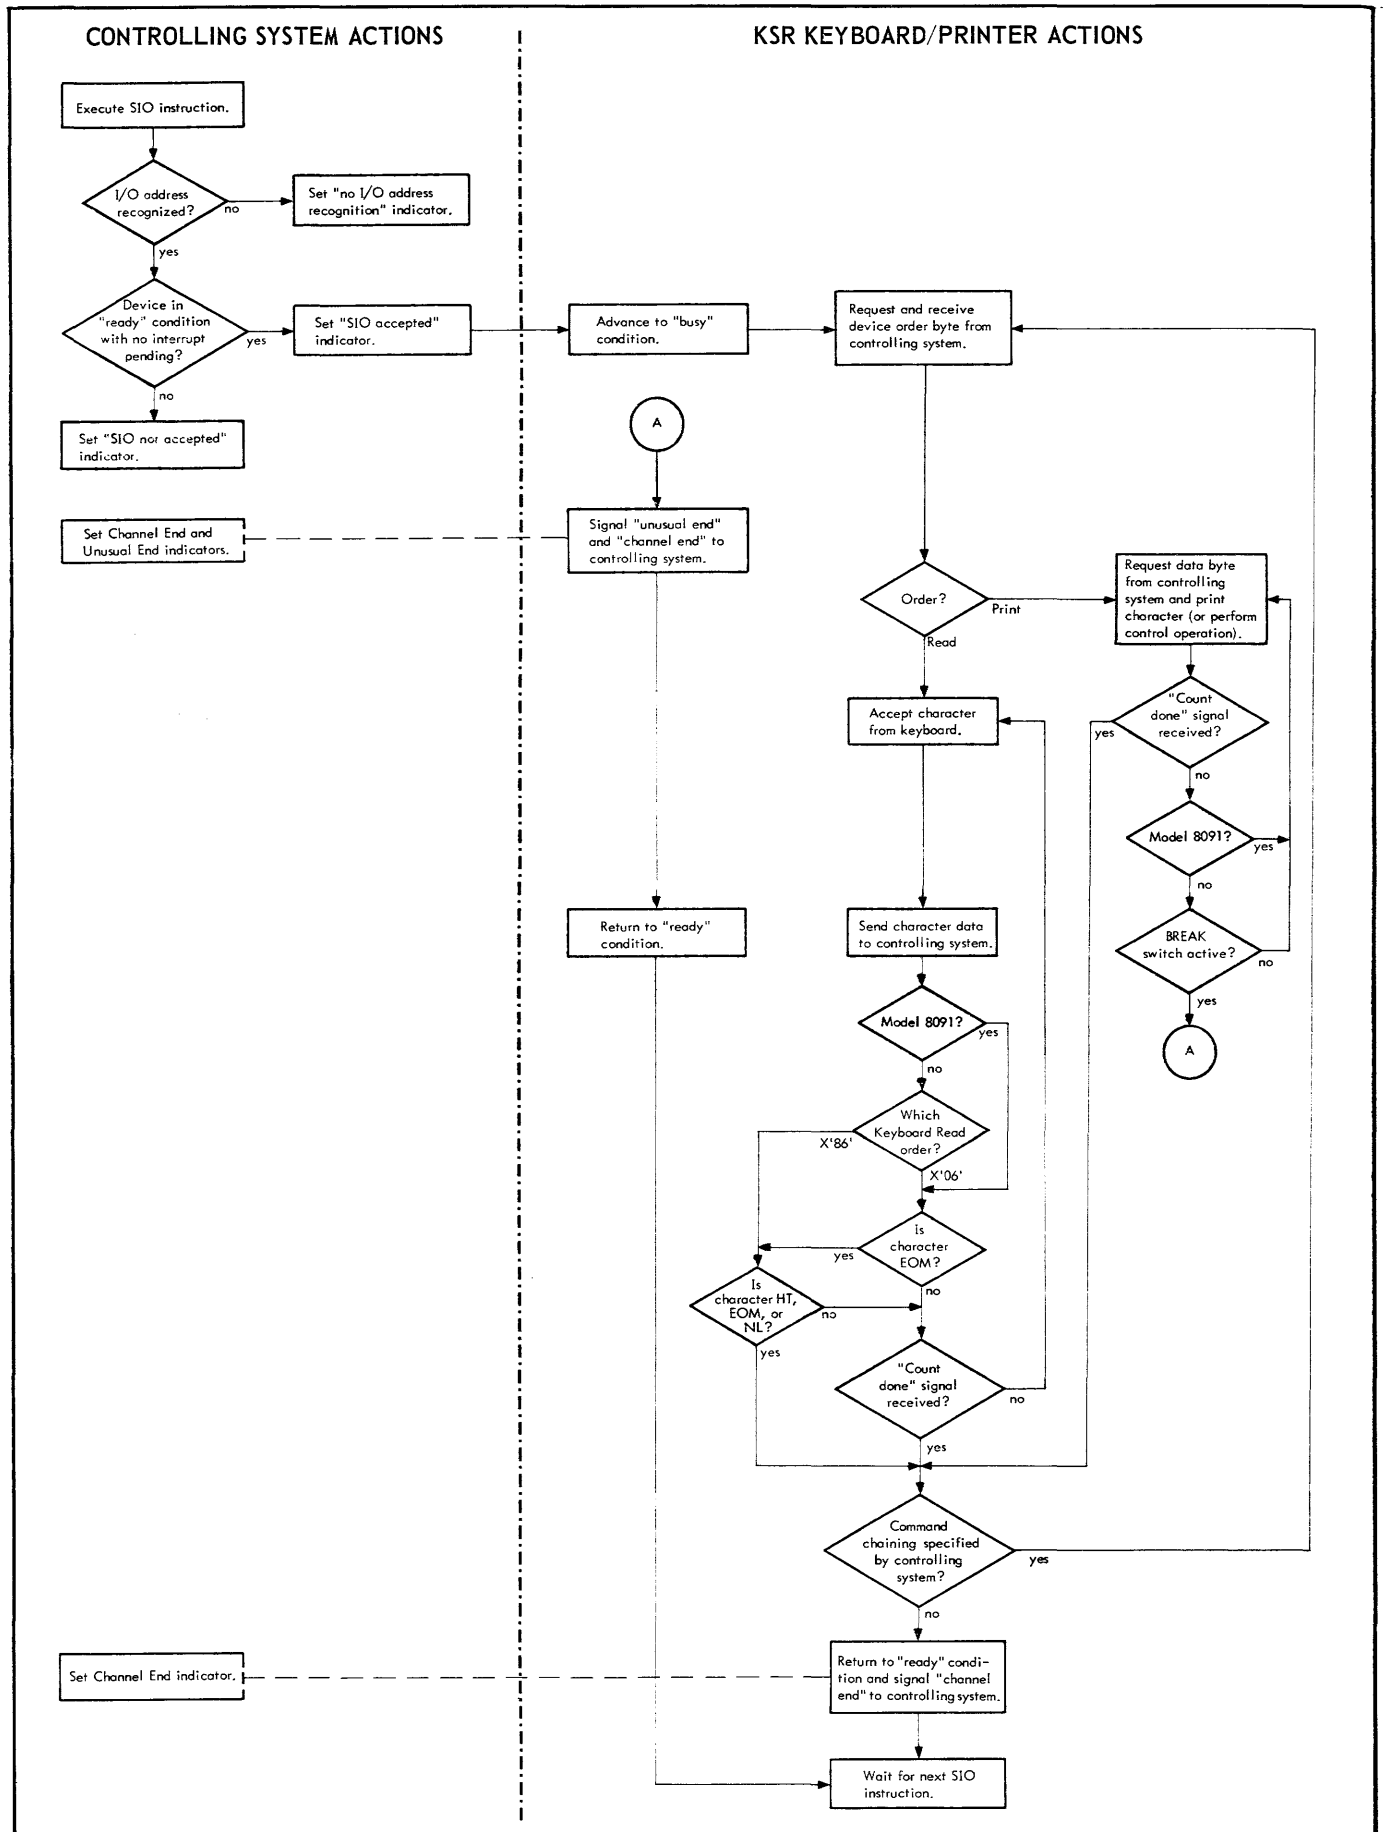 CONTROLLING SYSTEM ACTIONS
KSR KEYBOARD/PRINTER ACTIONS
Execute SIO instruction.
I/O address
recognized?
no
Set "no I/O address
recognition" indicator.
yes
Device in
"ready" condition
with no interrupt
pending?
yes
Set "SIO accepted"
indicator.
Advance to "busy"
condition.
Request and receive
device order byte from
controlling system.
no
Set "SIO not accepted"
indicator.
A
Set Channel End and
Unusual End indicators.
Signal "unusual end"
and "channel end" to
controlling system.
Order?
Print
Read
Request data byte
from controlling
system and print
character (or perform
control operation).
Accept character
from keyboard.
"Count
done" signal
received?
yes
no
Model 8091?
yes
no
Return to "ready"
condition.
Send character data
to controlling system.
BREAK
switch active?
no
yes
A
Model 8091?
yes
no
Which
Keyboard Read
order?
X'86'
X'06'
Is
character
EOM?
yes
no
Is
character HT,
EOM, or
NL?
no
yes
"Count
done" signal
received?
no
yes
Command
chaining specified
by controlling
system?
yes
no
Set Channel End indicator.
Return to "ready" condi-
tion and signal "channel
end" to controlling system.
Wait for next SIO
instruction.